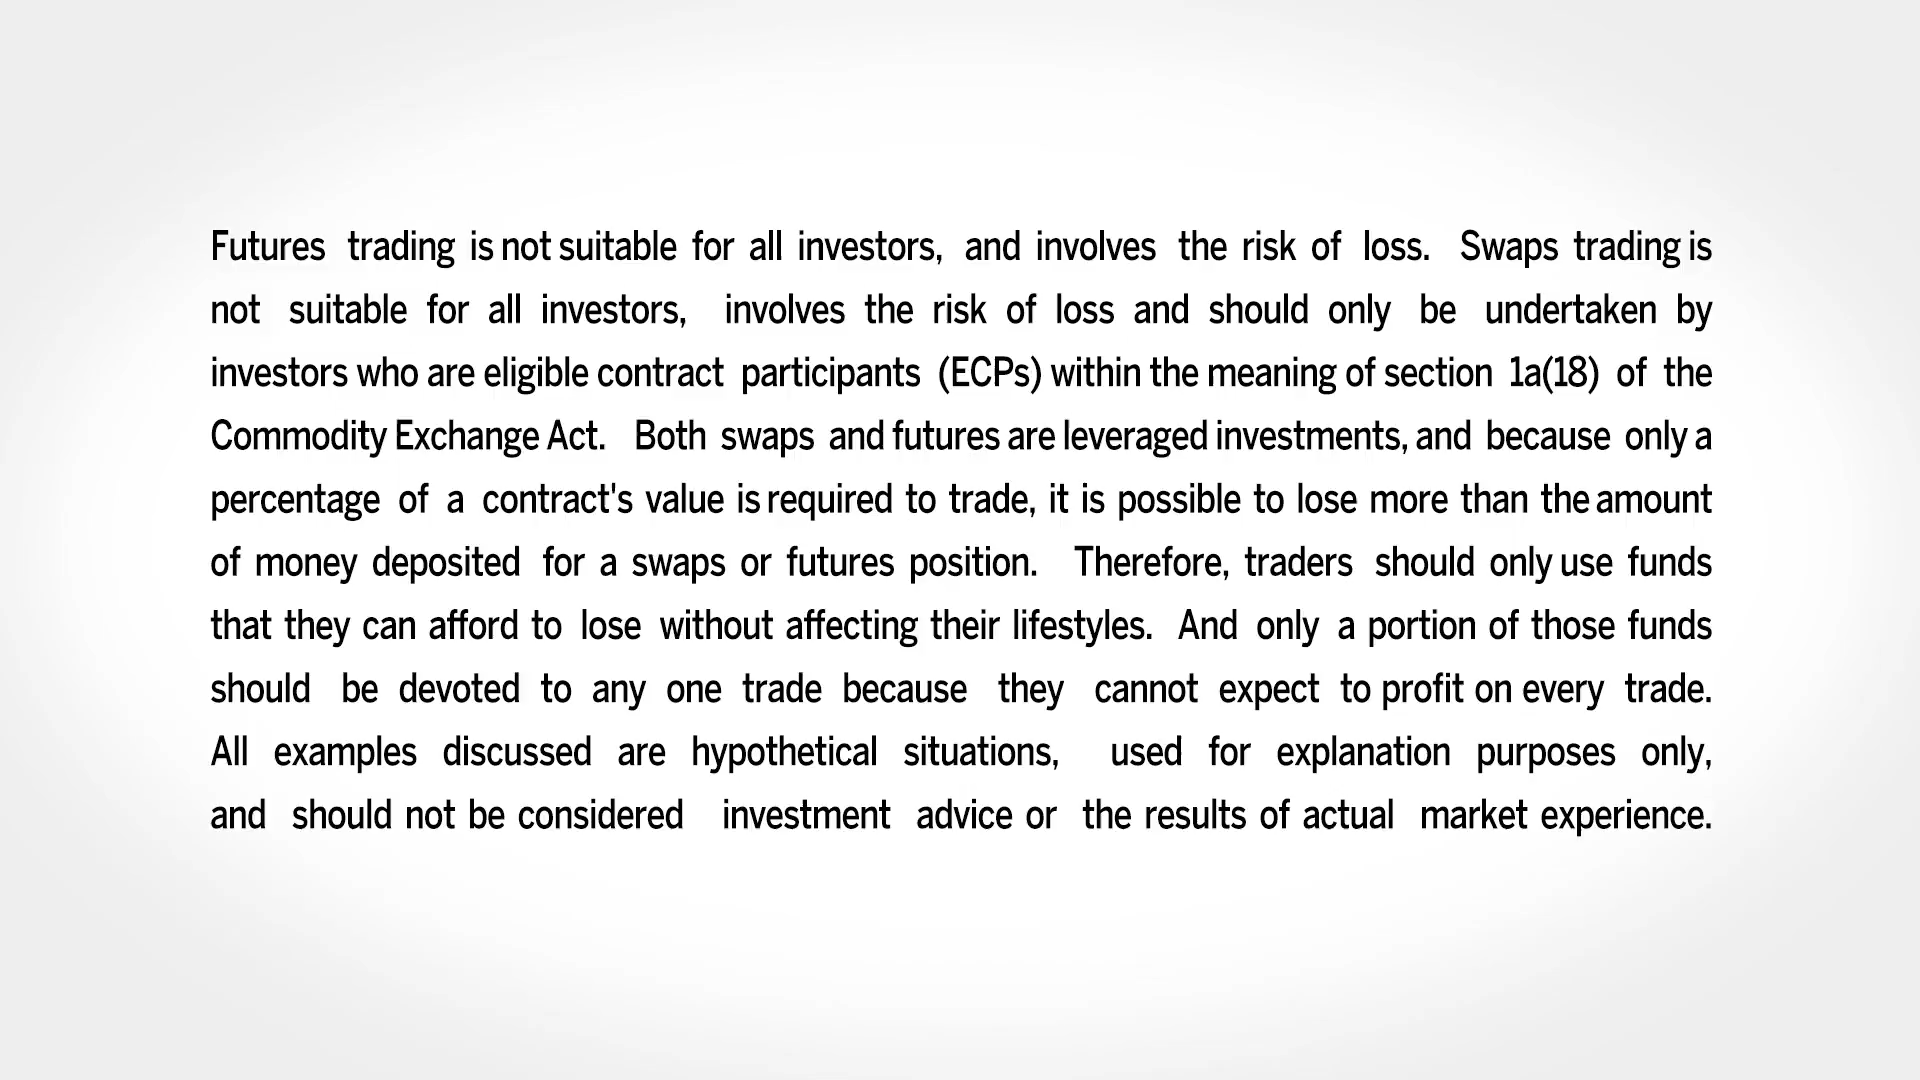 Futures trading is not suitable for all investors, and involves the risk of loss. Swaps trading is
not suitable for all investors, involves the risk of loss and should only be undertaken by
investors who are eligible contract participants (ECPs) within the meaning of section 1a(18) of the
Commodity Exchange Act. Both swaps and futures are leveraged investments, and because only a
percentage of a contract's value is required to trade, it is possible to lose more than the amount
of money deposited for a swaps or futures position. Therefore, traders should only use funds
that they can afford to lose without affecting their lifestyles. And only a portion of those funds
should be devoted to any one trade because they cannot expect to profit on every trade.
All examples discussed are hypothetical situations, used for explanation purposes only,
and should not be considered investment advice or the results of actual market experience.